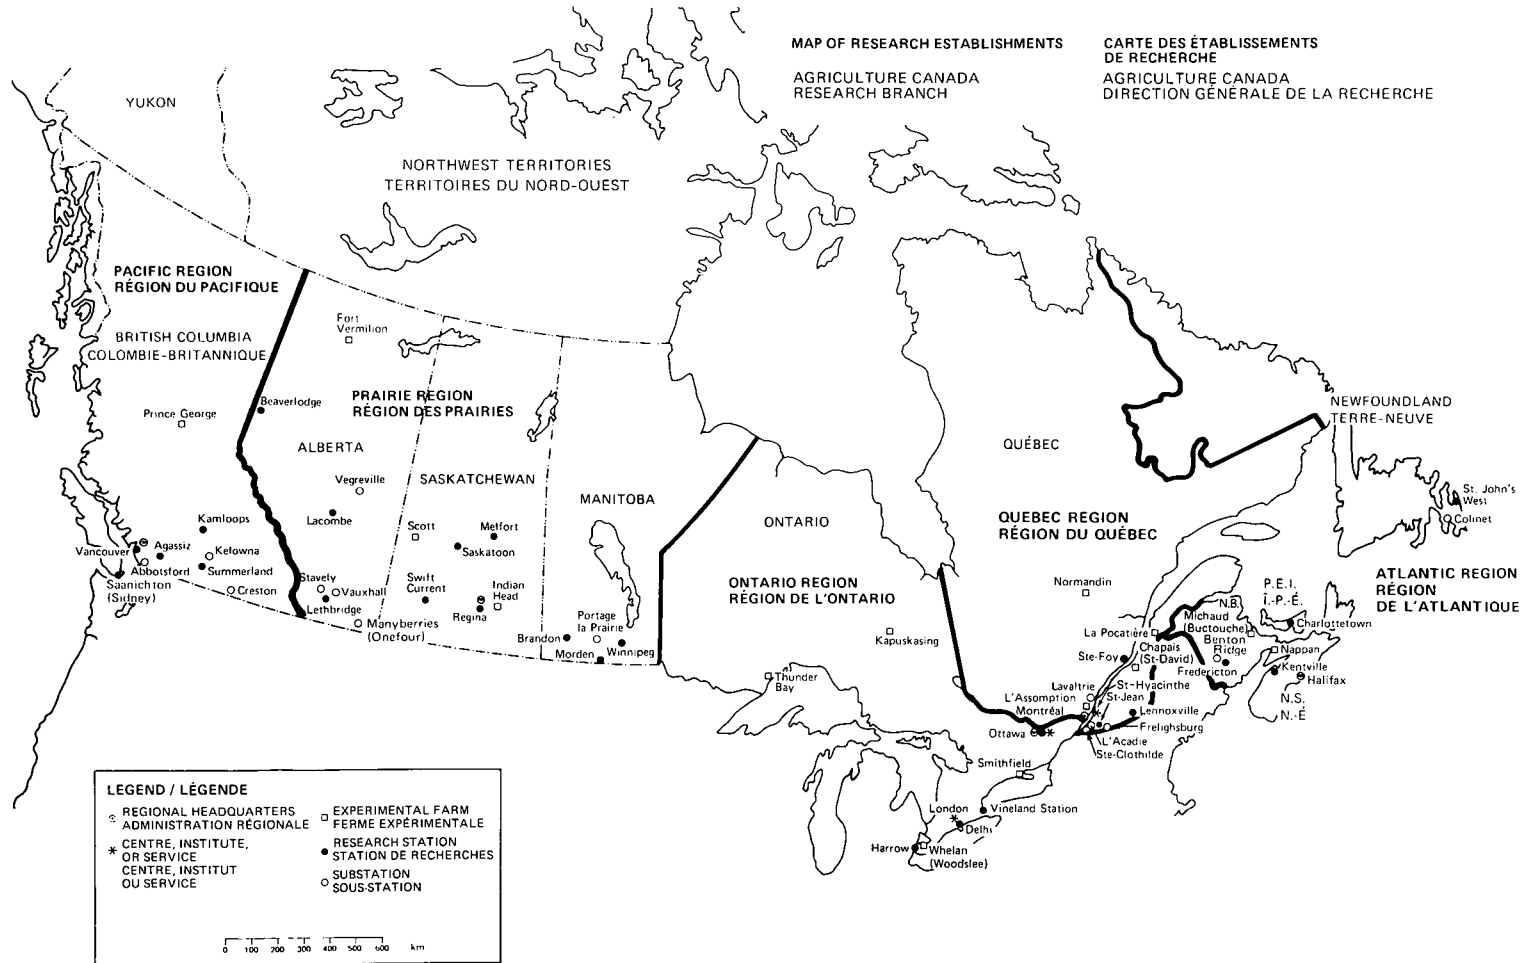 MAP OF RESEARCH ESTABLISHMENTS
AGRICULTURE CANADA
RESEARCH BRANCH
CARTE DES ÉTABLISSEMENTS
DE RECHERCHE
AGRICULTURE CANADA
DIRECTION GÉNÉRALE DE LA RECHERCHE
YUKON
NORTHWEST TERRITORIES
TERRITOIRES DU NORD-OUEST
PACIFIC REGION
RÉGION DU PACIFIQUE
BRITISH COLUMBIA
COLOMBIE-BRITANNIQUE
Prince George
Kamloops
Vancouver
Agassiz
Kelowna
Abbotsford
Summerland
Saanichton
(Sidney)
Creston
Fort
Vermilion
Beaverlodge
PRAIRIE REGION
RÉGION DES PRAIRIES
ALBERTA
Vegreville
Lacombe
Stavely
Vauxhall
Lethbridge
Manyberries
(Onefour)
SASKATCHEWAN
Scott
Melfort
Saskatoon
Swift
Current
Indian
Head
Regina
MANITOBA
Portage
la Prairie
Brandon
Winnipeg
Morden
ONTARIO
ONTARIO REGION
RÉGION DE L'ONTARIO
Kapuskasing
Thunder
Bay
Ottawa
Smithfield
London
Vineland Station
Delhi
Harrow
Whelan
(Woodslee)
QUÉBEC
QUEBEC REGION
RÉGION DU QUÉBEC
Normandin
La Pocatière
Chapais
(St-David)
Ste-Foy
Lavaltrie
St-Hyacinthe
L'Assomption
St-Jean
Montréal
Lennoxville
Frelighsburg
L'Acadie
Ste-Clothilde
NEWFOUNDLAND
TERRE-NEUVE
St. John's
West
Colinet
ATLANTIC REGION
RÉGION
DE L'ATLANTIQUE
P.E.I.
Î.-P.-É.
N.B.
Michaud
(Buctouche)
Benton
Ridge
Charlottetown
Nappan
Fredericton
Kentville
Halifax
N.S.
N.-É
LEGEND / LÉGENDE
REGIONAL HEADQUARTERS
ADMINISTRATION RÉGIONALE
CENTRE, INSTITUTE,
OR SERVICE
CENTRE, INSTITUT
OU SERVICE
EXPERIMENTAL FARM
FERME EXPÉRIMENTALE
RESEARCH STATION
STATION DE RECHERCHES
SUBSTATION
SOUS-STATION
0 100 200 300 400 500 600 km